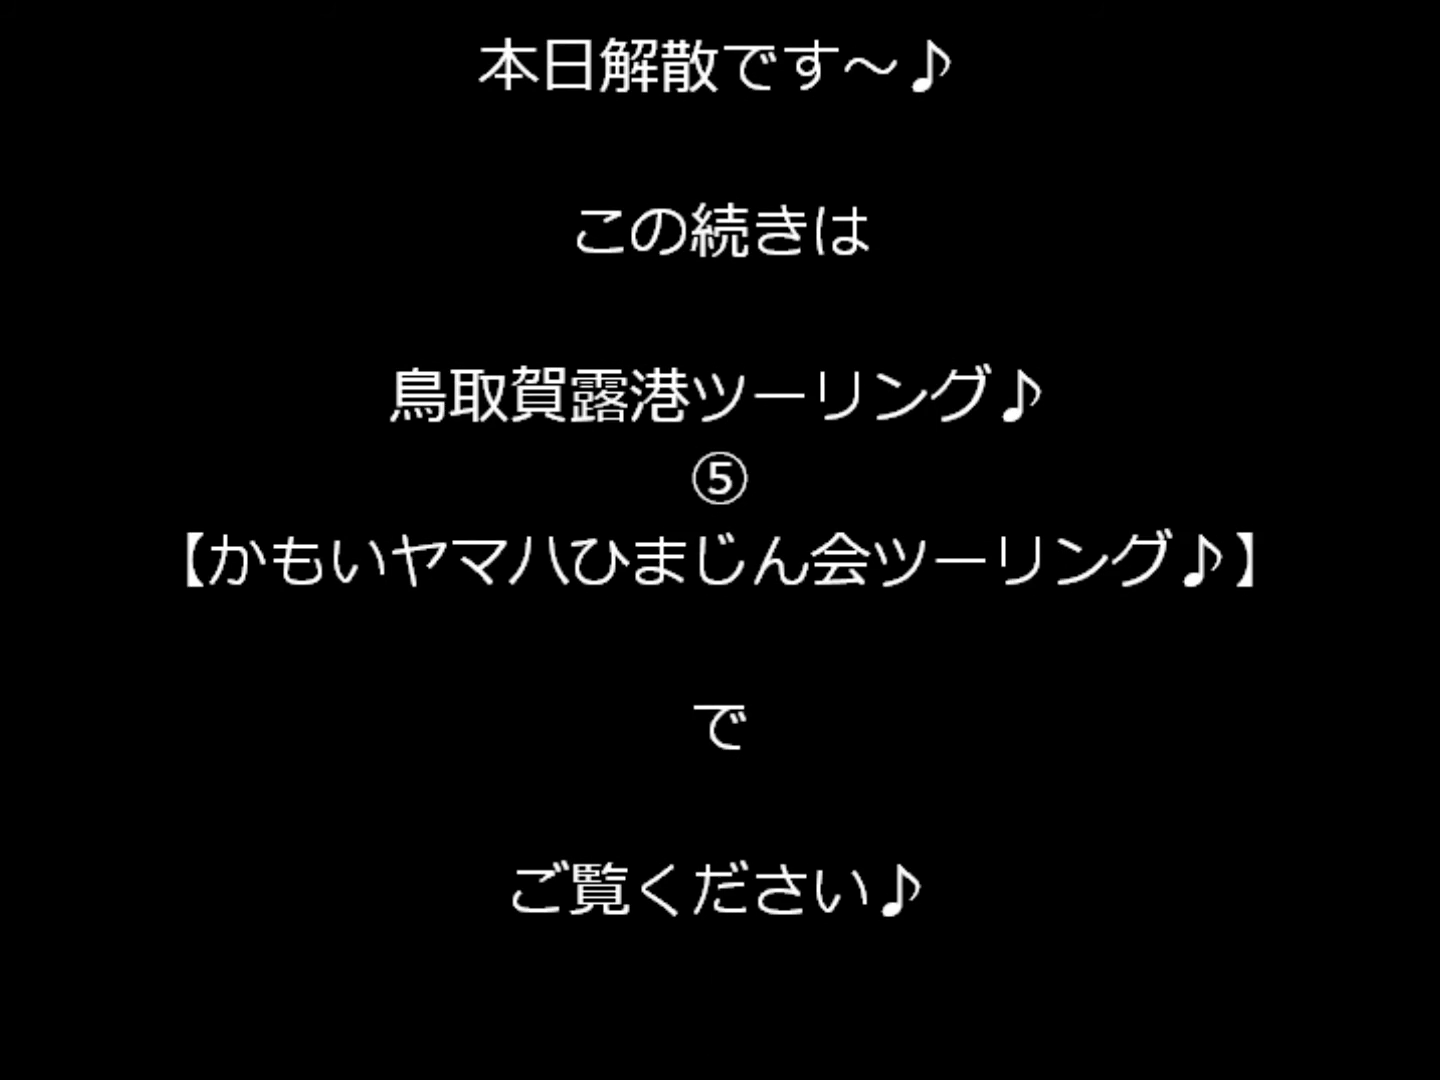 本日解散です～♪
この続きは
鳥取賀露港ツーリング♪
⑤
【かもいヤマハひまじん会ツーリング♪】
で
ご覧ください♪